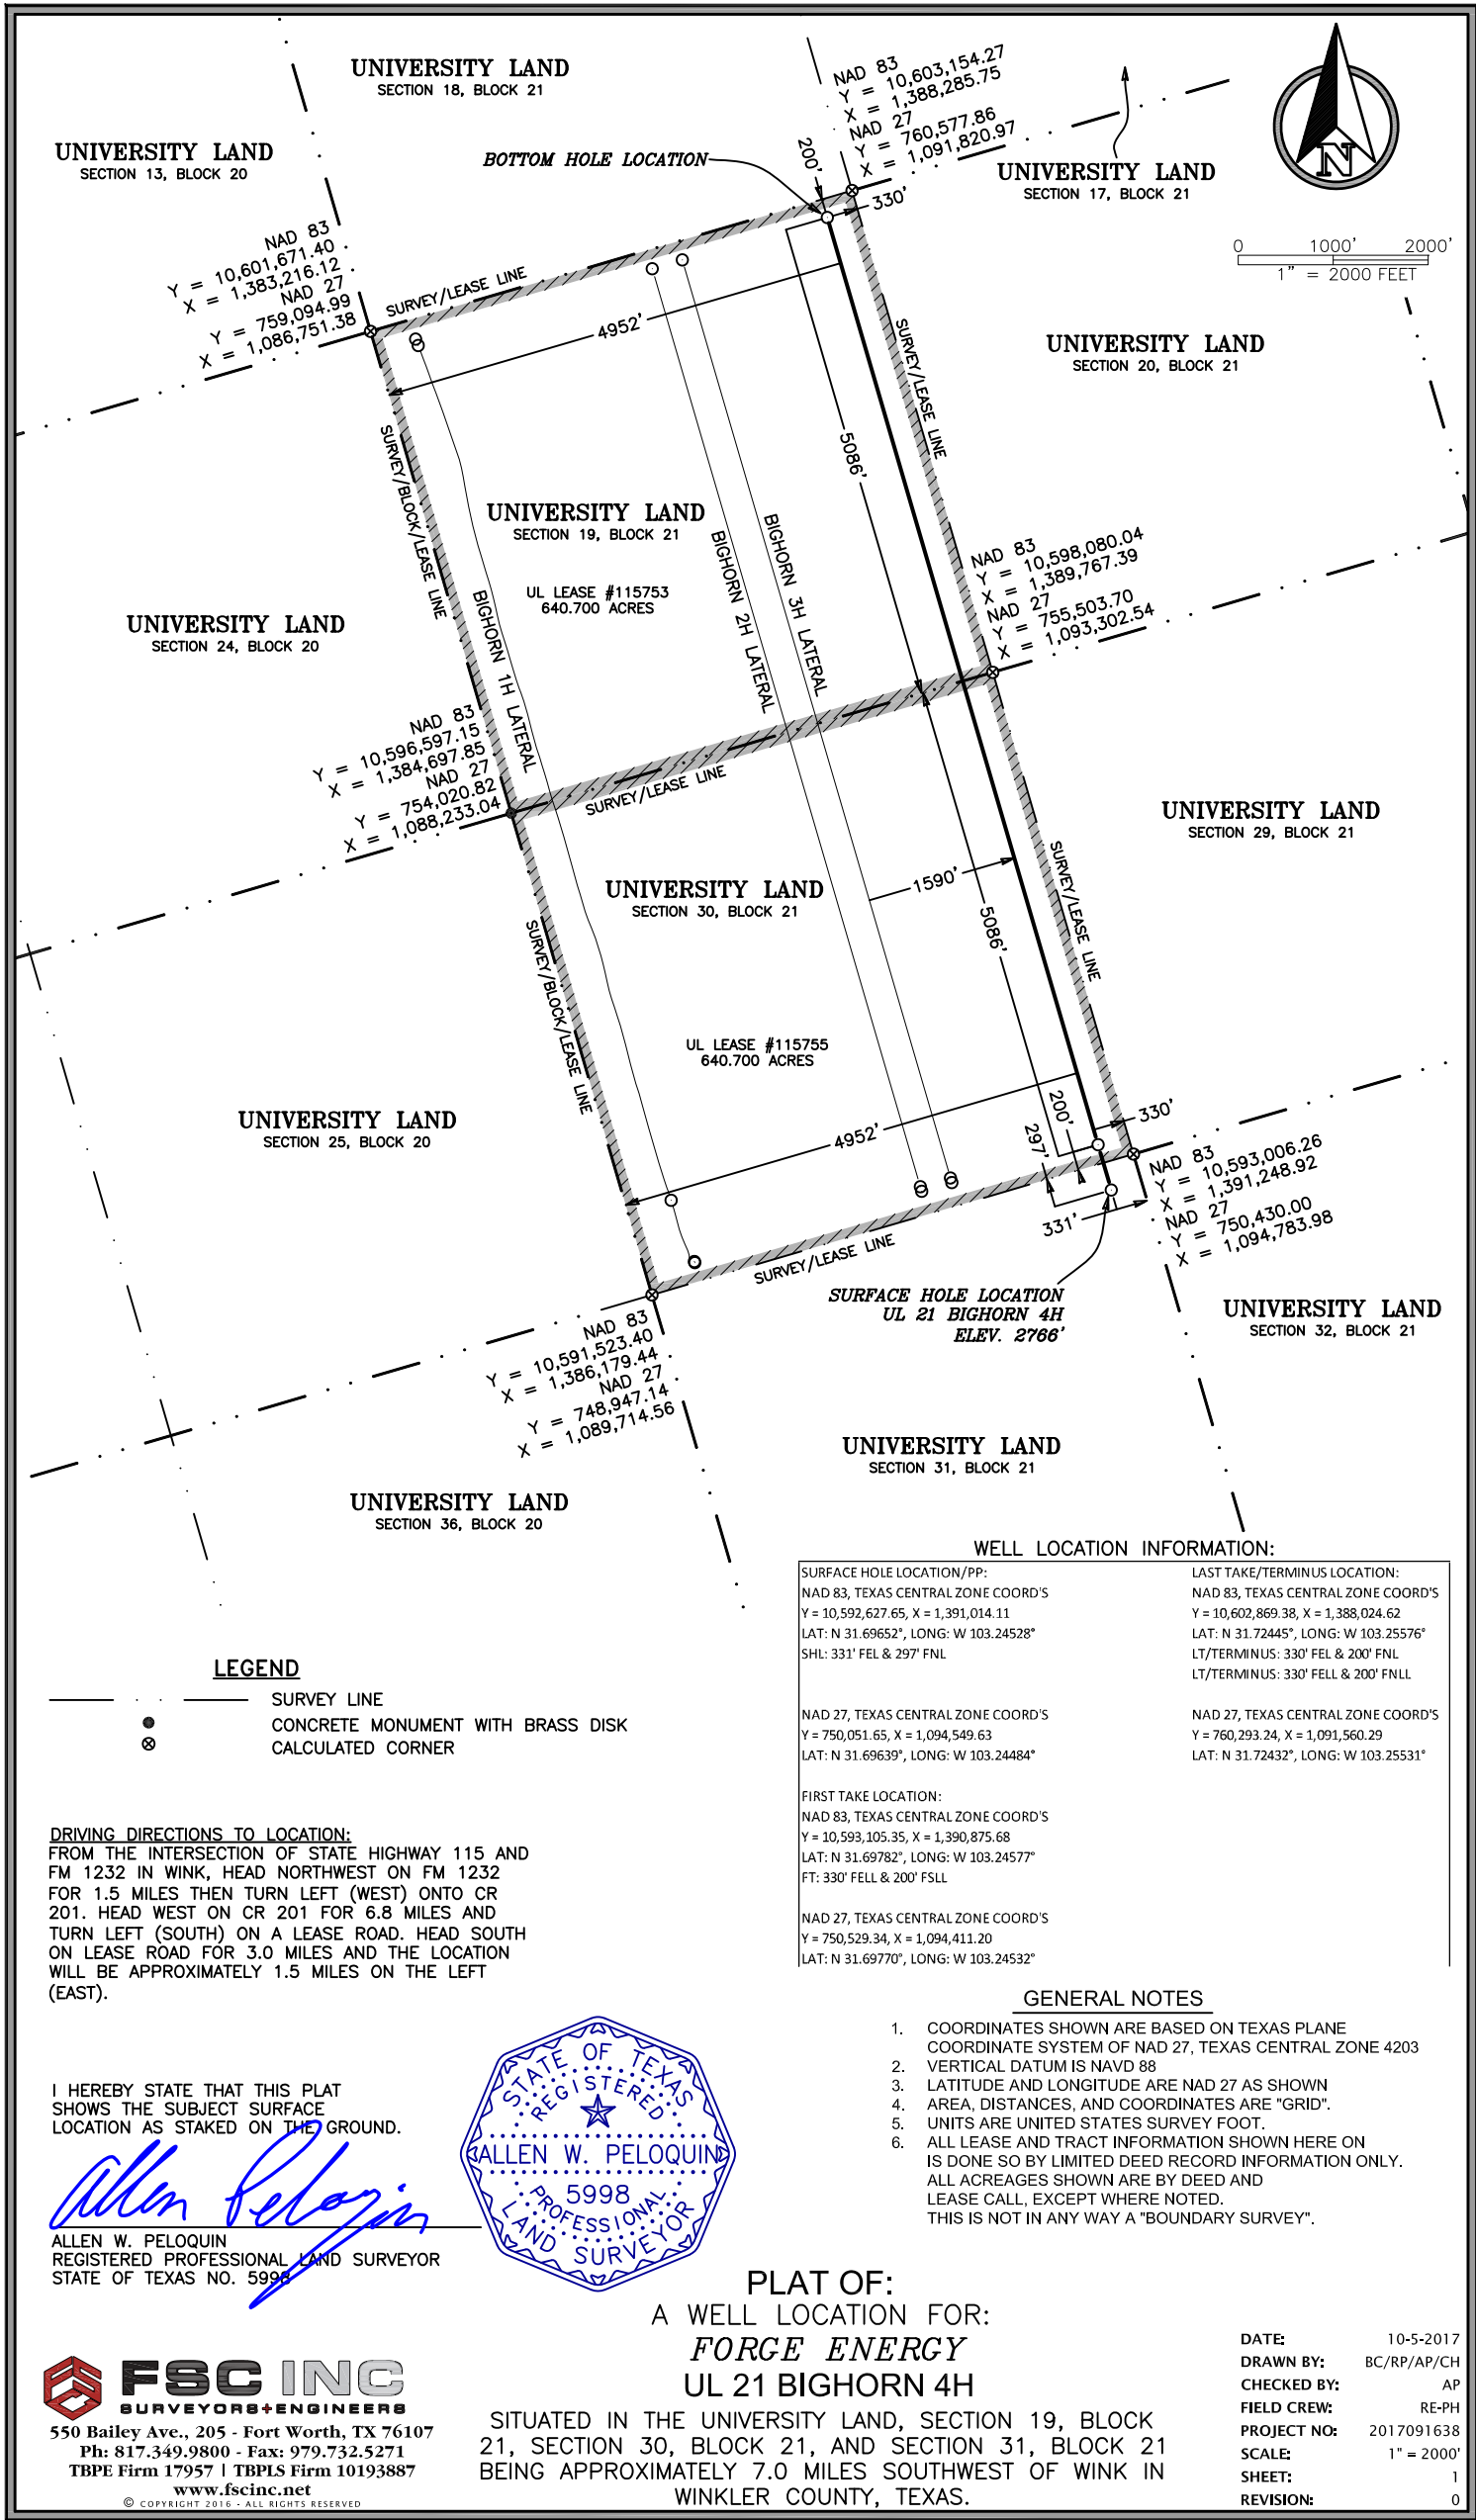 UNIVERSITY LAND
SECTION 18, BLOCK 21
UNIVERSITY LAND
SECTION 13, BLOCK 20
BOTTOM HOLE LOCATION
NAD 83
Y = 10,603,154.27
X = 1,388,285.75
NAD 27
Y = 760,577.86
X = 1,091,820.97
200'
330'
UNIVERSITY LAND
SECTION 17, BLOCK 21
N
0 1000' 2000'
1" = 2000 FEET
NAD 83
Y = 10,601,671.40
X = 1,383,216.12
NAD 27
Y = 759,094.99
X = 1,086,751.38
SURVEY/LEASE LINE
4952'
SURVEY/LEASE LINE
UNIVERSITY LAND
SECTION 20, BLOCK 21
SURVEY/BLOCK/LEASE LINE
5086'
UNIVERSITY LAND
SECTION 19, BLOCK 21
UL LEASE #115753
640.700 ACRES
BIGHORN 1H LATERAL
BIGHORN 2H LATERAL
BIGHORN 3H LATERAL
NAD 83
Y = 10,598,080.04
X = 1,389,767.39
NAD 27
Y = 755,503.70
X = 1,093,302.54
UNIVERSITY LAND
SECTION 24, BLOCK 20
NAD 83
Y = 10,596,597.15
X = 1,384,697.85
NAD 27
Y = 754,020.82
X = 1,088,233.04
SURVEY/LEASE LINE
UNIVERSITY LAND
SECTION 29, BLOCK 21
UNIVERSITY LAND
SECTION 30, BLOCK 21
1590'
5086'
SURVEY/LEASE LINE
SURVEY/BLOCK/LEASE LINE
UL LEASE #115755
640.700 ACRES
UNIVERSITY LAND
SECTION 25, BLOCK 20
4952'
200'
297'
330'
331'
NAD 83
Y = 10,593,006.26
X = 1,391,248.92
NAD 27
Y = 750,430.00
X = 1,094,783.98
SURVEY/LEASE LINE
SURFACE HOLE LOCATION
UL 21 BIGHORN 4H
ELEV. 2766'
UNIVERSITY LAND
SECTION 32, BLOCK 21
NAD 83
Y = 10,591,523.40
X = 1,386,179.44
NAD 27
Y = 748,947.14
X = 1,089,714.56
UNIVERSITY LAND
SECTION 31, BLOCK 21
UNIVERSITY LAND
SECTION 36, BLOCK 20
WELL LOCATION INFORMATION:
SURFACE HOLE LOCATION/PP:
NAD 83, TEXAS CENTRAL ZONE COORD'S
Y = 10,592,627.65, X = 1,391,014.11
LAT: N 31.69652°, LONG: W 103.24528°
SHL: 331' FEL & 297' FNL
NAD 27, TEXAS CENTRAL ZONE COORD'S
Y = 750,051.65, X = 1,094,549.63
LAT: N 31.69639°, LONG: W 103.24484°
FIRST TAKE LOCATION:
NAD 83, TEXAS CENTRAL ZONE COORD'S
Y = 10,593,105.35, X = 1,390,875.68
LAT: N 31.69782°, LONG: W 103.24577°
FT: 330' FELL & 200' FSLL
NAD 27, TEXAS CENTRAL ZONE COORD'S
Y = 750,529.34, X = 1,094,411.20
LAT: N 31.69770°, LONG: W 103.24532°
LAST TAKE/TERMINUS LOCATION:
NAD 83, TEXAS CENTRAL ZONE COORD'S
Y = 10,602,869.38, X = 1,388,024.62
LAT: N 31.72445°, LONG: W 103.25576°
LT/TERMINUS: 330' FEL & 200' FNL
LT/TERMINUS: 330' FELL & 200' FNLL
NAD 27, TEXAS CENTRAL ZONE COORD'S
Y = 760,293.24, X = 1,091,560.29
LAT: N 31.72432°, LONG: W 103.25531°
LEGEND
SURVEY LINE
CONCRETE MONUMENT WITH BRASS DISK
CALCULATED CORNER
DRIVING DIRECTIONS TO LOCATION:
FROM THE INTERSECTION OF STATE HIGHWAY 115 AND
FM 1232 IN WINK, HEAD NORTHWEST ON FM 1232
FOR 1.5 MILES THEN TURN LEFT (WEST) ONTO CR
201. HEAD WEST ON CR 201 FOR 6.8 MILES AND
TURN LEFT (SOUTH) ON A LEASE ROAD. HEAD SOUTH
ON LEASE ROAD FOR 3.0 MILES AND THE LOCATION
WILL BE APPROXIMATELY 1.5 MILES ON THE LEFT
(EAST).
GENERAL NOTES
1. COORDINATES SHOWN ARE BASED ON TEXAS PLANE
COORDINATE SYSTEM OF NAD 27, TEXAS CENTRAL ZONE 4203
2. VERTICAL DATUM IS NAVD 88
3. LATITUDE AND LONGITUDE ARE NAD 27 AS SHOWN
4. AREA, DISTANCES, AND COORDINATES ARE "GRID".
5. UNITS ARE UNITED STATES SURVEY FOOT.
6. ALL LEASE AND TRACT INFORMATION SHOWN HERE ON
IS DONE SO BY LIMITED DEED RECORD INFORMATION ONLY.
ALL ACREAGES SHOWN ARE BY DEED AND
LEASE CALL, EXCEPT WHERE NOTED.
THIS IS NOT IN ANY WAY A "BOUNDARY SURVEY".
I HEREBY STATE THAT THIS PLAT
SHOWS THE SUBJECT SURFACE
LOCATION AS STAKED ON THE GROUND.
Allen Peloquin
ALLEN W. PELOQUIN
REGISTERED PROFESSIONAL LAND SURVEYOR
STATE OF TEXAS NO. 5998
STATE OF TEXAS
REGISTERED
ALLEN W. PELOQUIN
5998
PROFESSIONAL
LAND SURVEYOR
PLAT OF:
A WELL LOCATION FOR:
FORGE ENERGY
UL 21 BIGHORN 4H
SITUATED IN THE UNIVERSITY LAND, SECTION 19, BLOCK
21, SECTION 30, BLOCK 21, AND SECTION 31, BLOCK 21
BEING APPROXIMATELY 7.0 MILES SOUTHWEST OF WINK IN
WINKLER COUNTY, TEXAS.
FSC INC
SURVEYORS+ENGINEERS
550 Bailey Ave., 205 - Fort Worth, TX 76107
Ph: 817.349.9800 - Fax: 979.732.5271
TBPE Firm 17957 | TBPLS Firm 10193887
www.fscinc.net
© COPYRIGHT 2016 - ALL RIGHTS RESERVED
DATE: 10-5-2017
DRAWN BY: BC/RP/AP/CH
CHECKED BY: AP
FIELD CREW: RE-PH
PROJECT NO: 2017091638
SCALE: 1" = 2000'
SHEET: 1
REVISION: 0